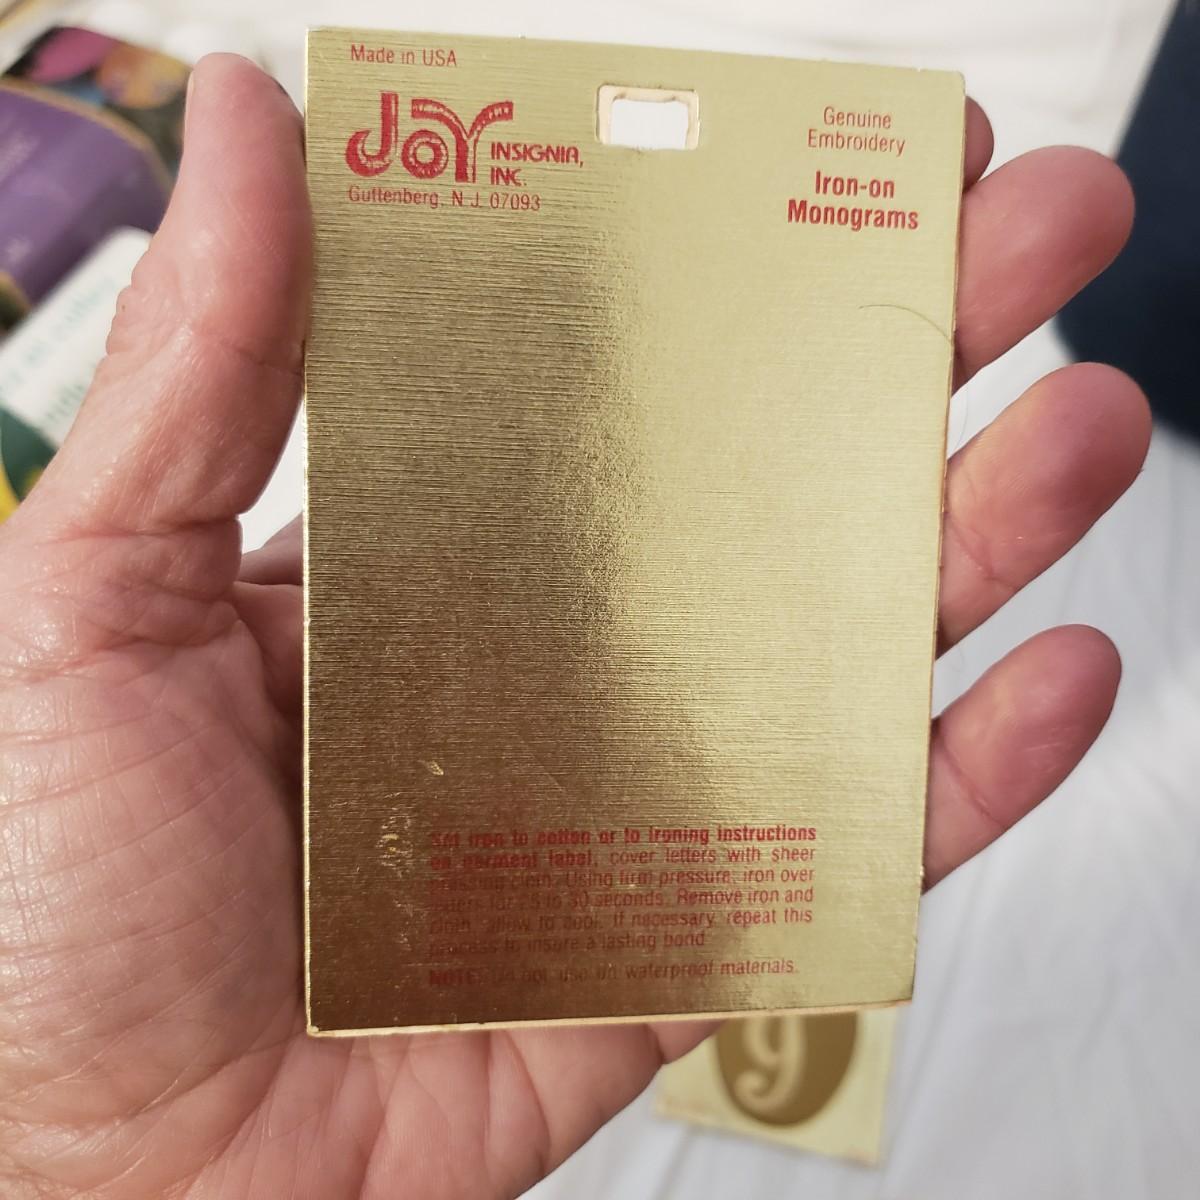 Made in USA
JOY INSIGNIA,
INC.
Guttenberg, N.J. 07093
Genuine
Embroidery
Iron-on
Monograms
Set iron to cotton or to ironing instructions
on garment label, cover letters with sheer
pressing cloth. Using firm pressure, iron over
letters for 25 to 30 seconds. Remove iron and
cloth, allow to cool. If necessary, repeat this
process to insure a lasting bond.
NOTE: Do not use on waterproof materials.
9